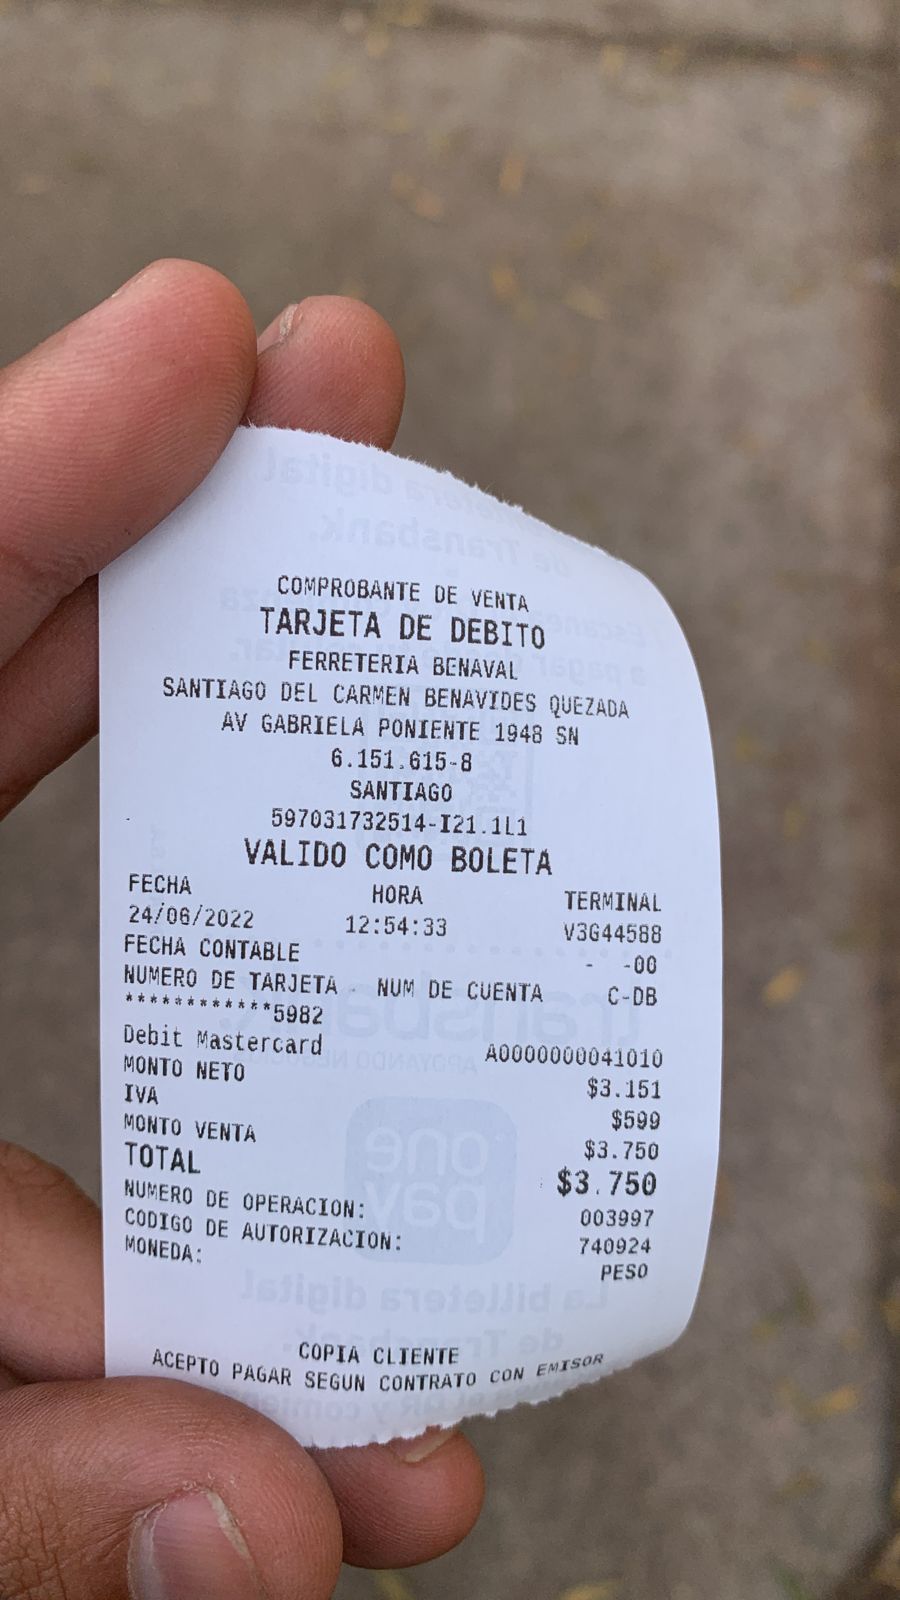 COMPROBANTE DE VENTA
TARJETA DE DEBITO
FERRETERIA BENAVAL
SANTIAGO DEL CARMEN BENAVIDES QUEZADA
AV GABRIELA PONIENTE 1948 SN
6.151.615-8
SANTIAGO
597031732514-I21.1L1
VALIDO COMO BOLETA
FECHA HORA TERMINAL
24/06/2022 12:54:33 V3G44588
FECHA CONTABLE - -00
NUMERO DE TARJETA - NUM DE CUENTA C-DB
************5982
Debit Mastercard A0000000041010
MONTO NETO $3.151
IVA $599
MONTO VENTA $3.750
TOTAL $3.750
NUMERO DE OPERACION: 003997
CODIGO DE AUTORIZACION: 740924
MONEDA: PESO
COPIA CLIENTE
ACEPTO PAGAR SEGUN CONTRATO CON EMISOR